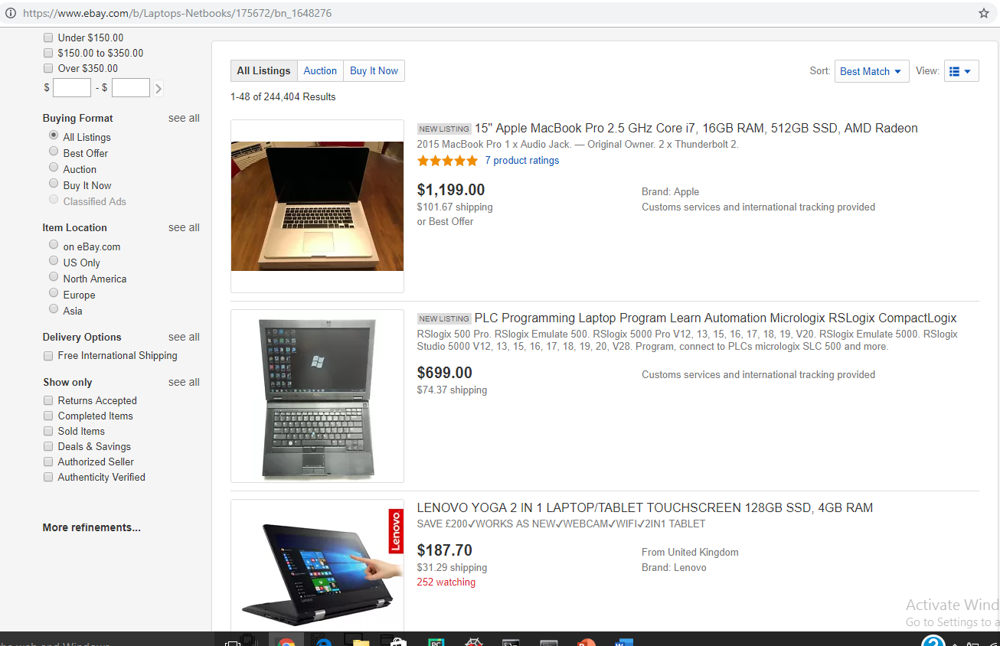 https://www.ebay.com/b/Laptops-Netbooks/175672/bn_1648276
Under $150.00
$150.00 to $350.00
Over $350.00
$ - $
Buying Format see all
All Listings
Best Offer
Auction
Buy It Now
Classified Ads
Item Location see all
on eBay.com
US Only
North America
Europe
Asia
Delivery Options see all
Free International Shipping
Show only see all
Returns Accepted
Completed Items
Sold Items
Deals & Savings
Authorized Seller
Authenticity Verified
More refinements...
All Listings Auction Buy It Now
Sort: Best Match View:
1-48 of 244,404 Results
NEW LISTING 15" Apple MacBook Pro 2.5 GHz Core i7, 16GB RAM, 512GB SSD, AMD Radeon
2015 MacBook Pro 1 x Audio Jack. — Original Owner. 2 x Thunderbolt 2.
7 product ratings
$1,199.00
Brand: Apple
$101.67 shipping
Customs services and international tracking provided
or Best Offer
NEW LISTING PLC Programming Laptop Program Learn Automation Micrologix RSLogix CompactLogix
RSlogix 500 Pro. RSlogix Emulate 500. RSlogix 5000 Pro V12, 13, 15, 16, 17, 18, 19, V20. RSlogix Emulate 5000. RSlogix
Studio 5000 V12, 13, 15, 16, 17, 18, 19, 20, V28. Program, connect to PLCs micrologix SLC 500 and more.
$699.00
Customs services and international tracking provided
$74.37 shipping
Lenovo
LENOVO YOGA 2 IN 1 LAPTOP/TABLET TOUCHSCREEN 128GB SSD, 4GB RAM
SAVE £200✓WORKS AS NEW✓WEBCAM✓WIFI✓2IN1 TABLET
$187.70
From United Kingdom
$31.29 shipping
Brand: Lenovo
252 watching
Activate Wind
Go to Settings to a